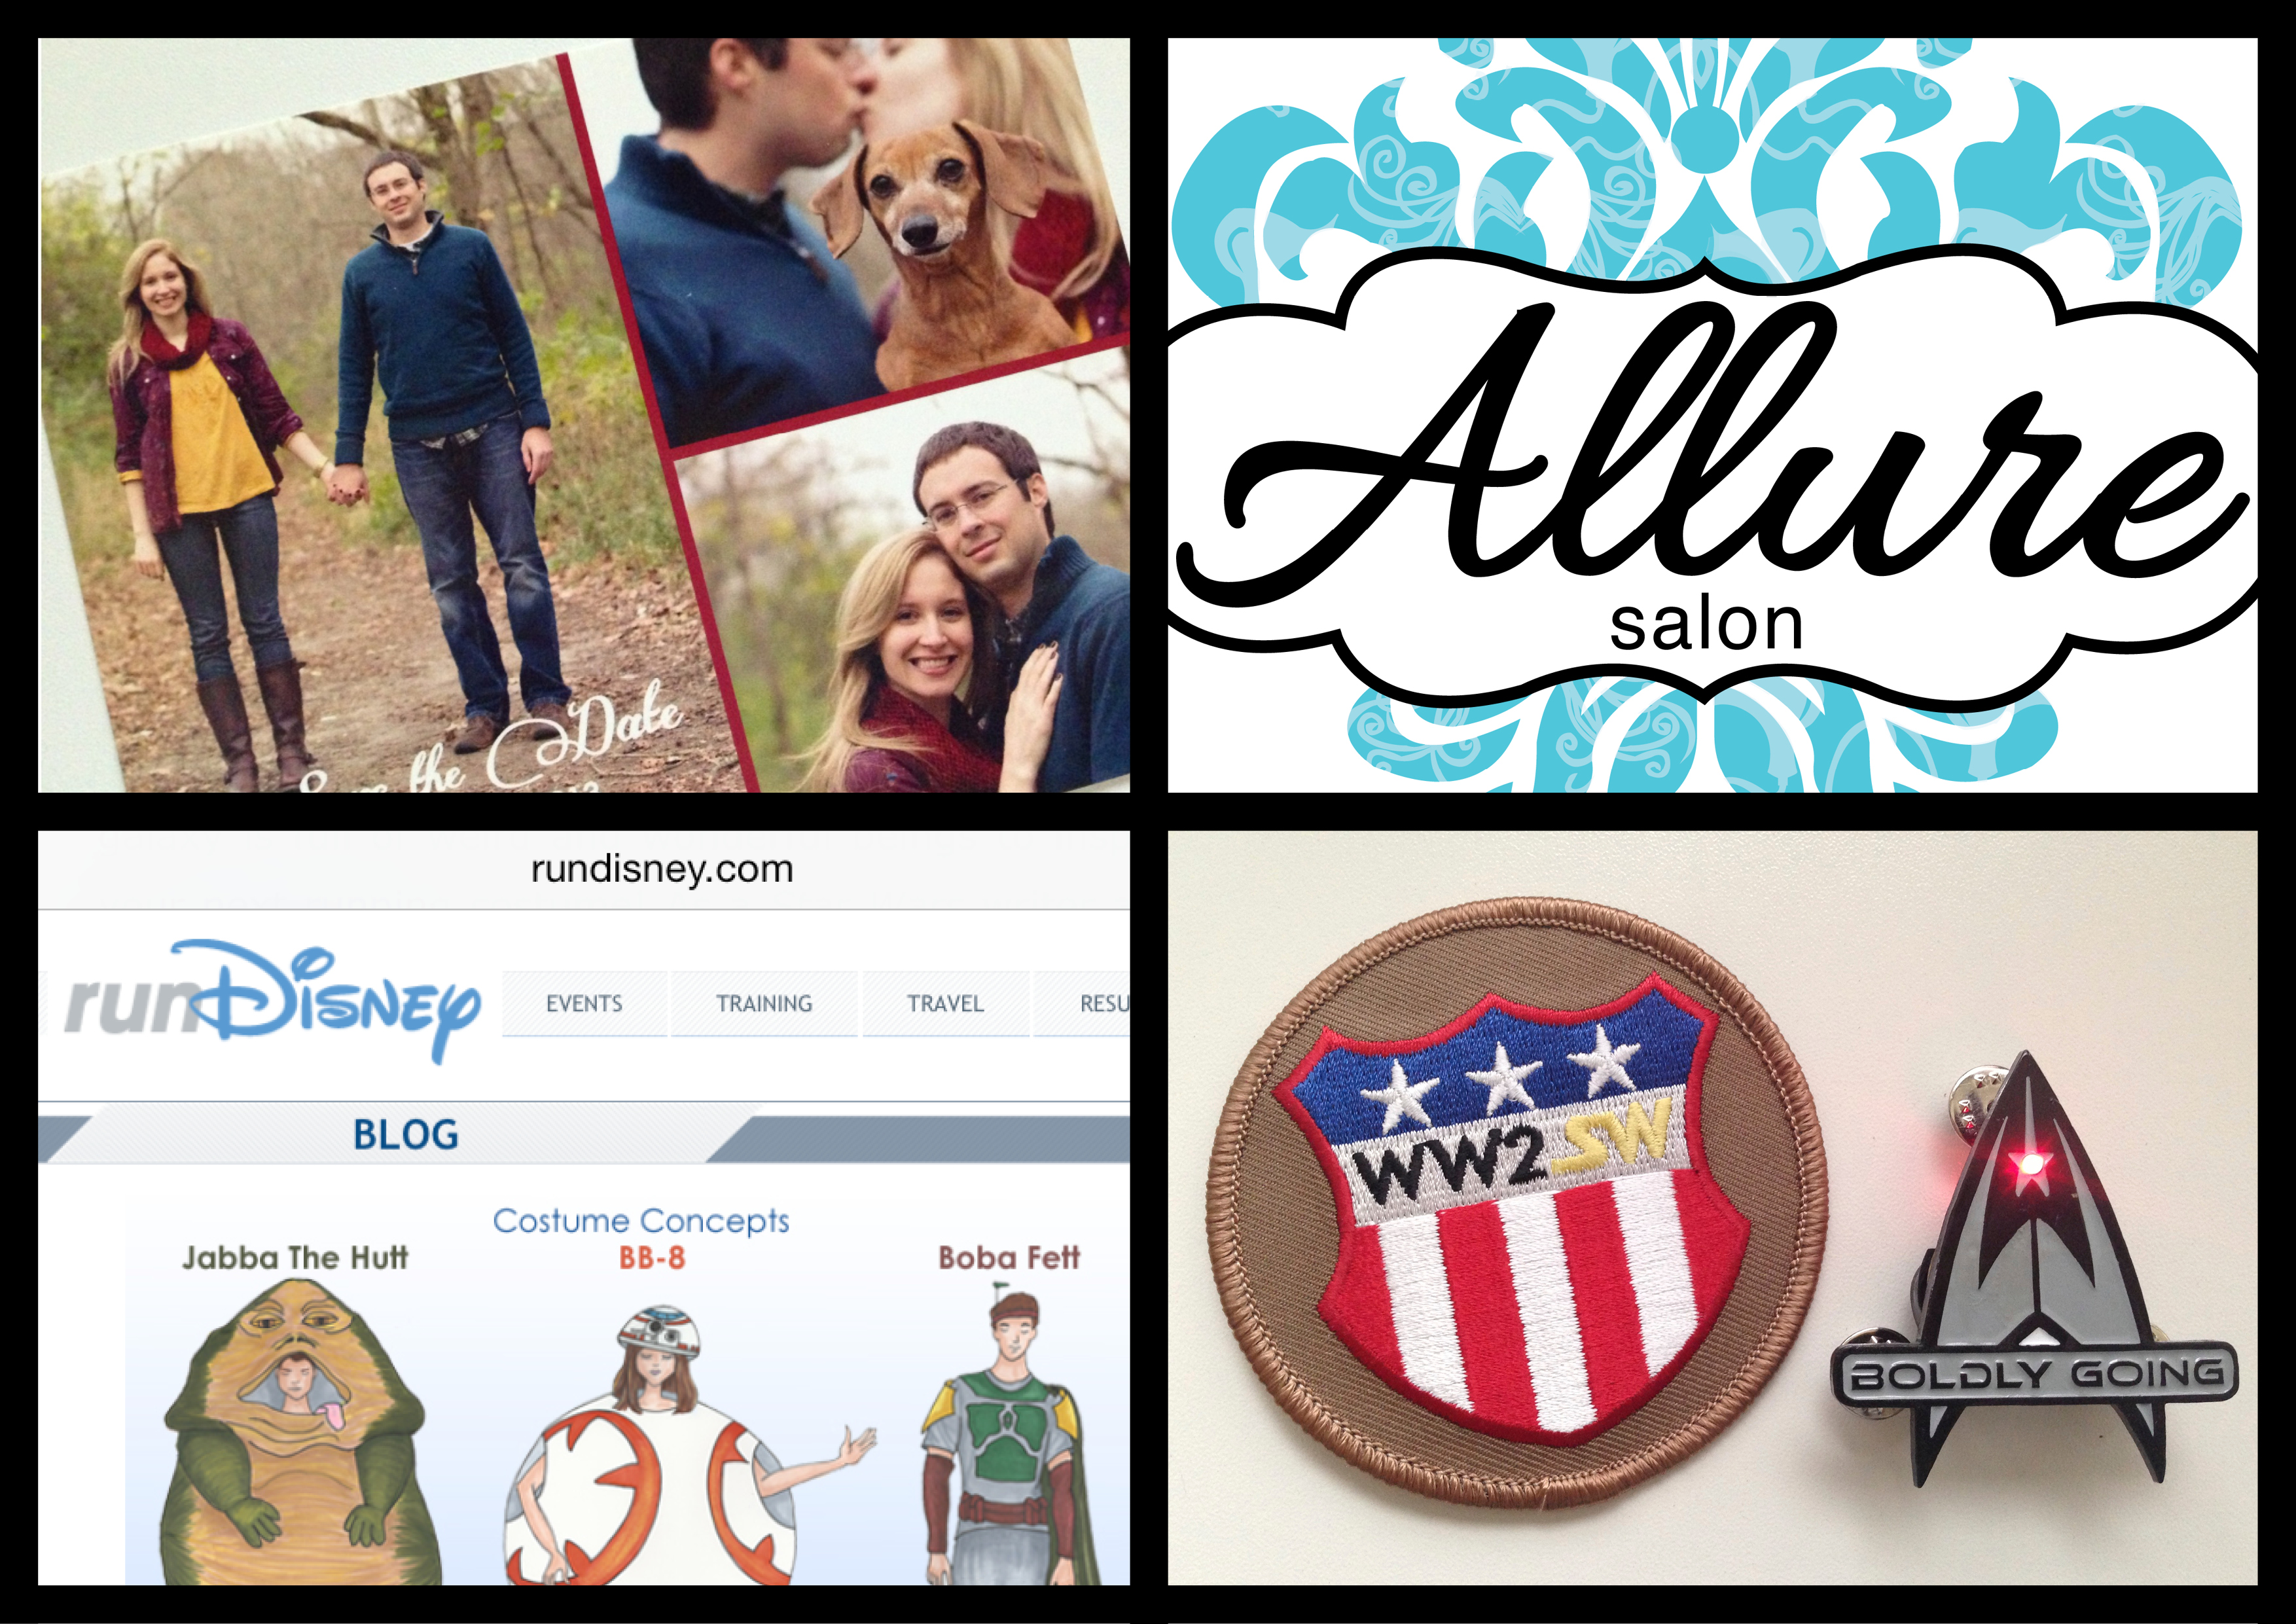 the Date
Allure
salon
rundisney.com
runDisney
EVENTS TRAINING TRAVEL
BLOG
Costume Concepts
Jabba The Hutt BB-8 Boba Fett
WW2SW
BOLDLY GOING